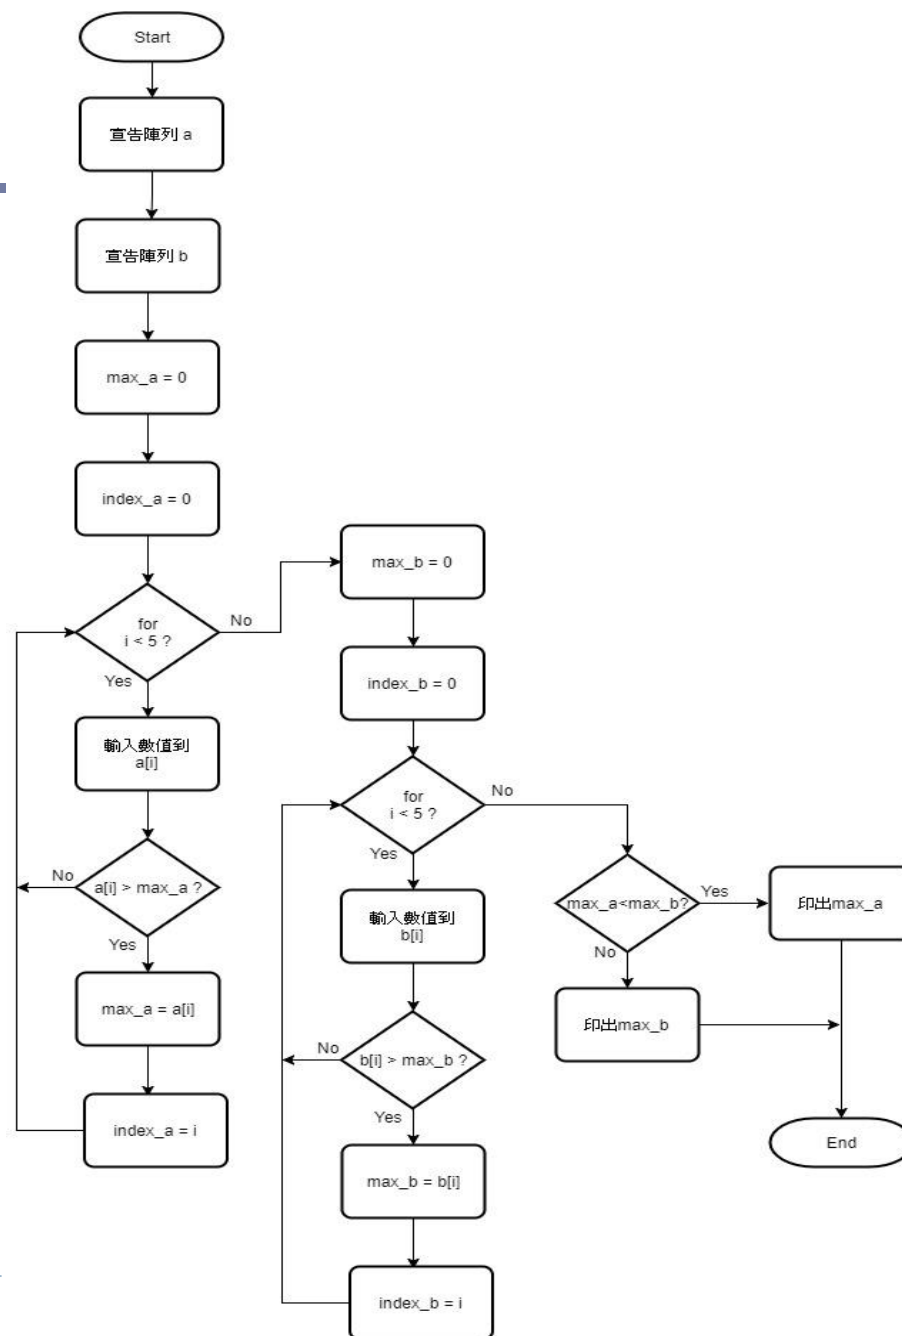 Start
宣告陣列 a
宣告陣列 b
max_a = 0
index_a = 0
for
i < 5 ?
No
Yes
輸入數值到
a[i]
a[i] > max_a ?
No
Yes
max_a = a[i]
index_a = i
max_b = 0
index_b = 0
for
i < 5 ?
No
Yes
輸入數值到
b[i]
b[i] > max_b ?
No
Yes
max_b = b[i]
index_b = i
max_a<max_b?
Yes
No
印出max_a
印出max_b
End